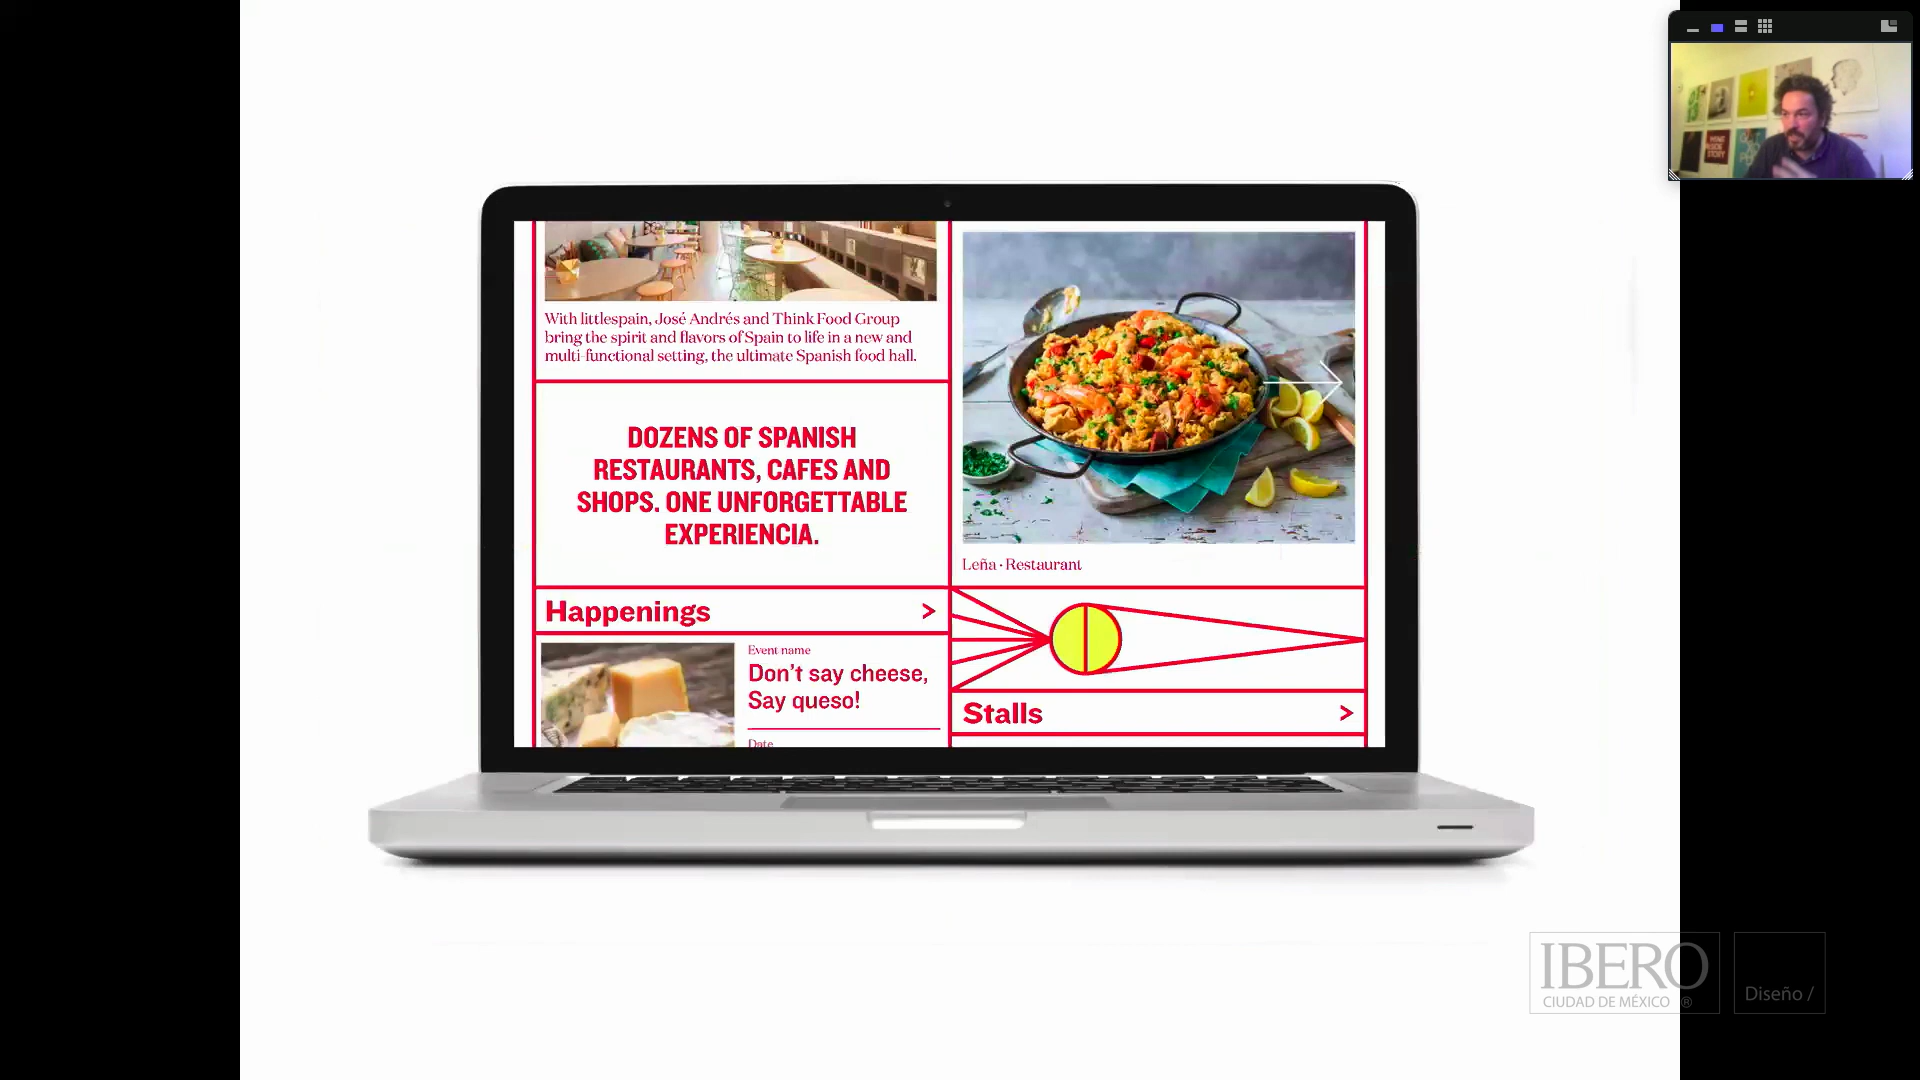 With littlespain, José Andrés and Think Food Group
bring the spirit and flavors of Spain to life in a new and
multi-functional setting, the ultimate Spanish food hall.
DOZENS OF SPANISH
RESTAURANTS, CAFES AND
SHOPS. ONE UNFORGETTABLE
EXPERIENCIA.
Happenings >
Event name
Don't say cheese,
Say queso!
Date
Leña · Restaurant
Stalls >
IBERO
CIUDAD DE MÉXICO ®
Diseño /